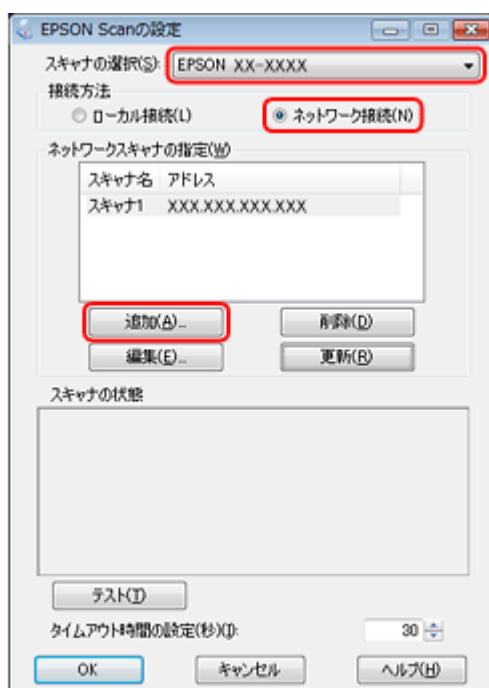 EPSON Scanの設定
スキャナの選択(S): EPSON XX-XXXX
接続方法
ローカル接続(L) ネットワーク接続(N)
ネットワークスキャナの指定(W)
スキャナ名 アドレス
スキャナ1 XXX.XXX.XXX.XXX
追加(A)... 削除(D)
編集(E)... 更新(R)
スキャナの状態
テスト(T)
タイムアウト時間の設定(秒)(I): 30
OK キャンセル ヘルプ(H)